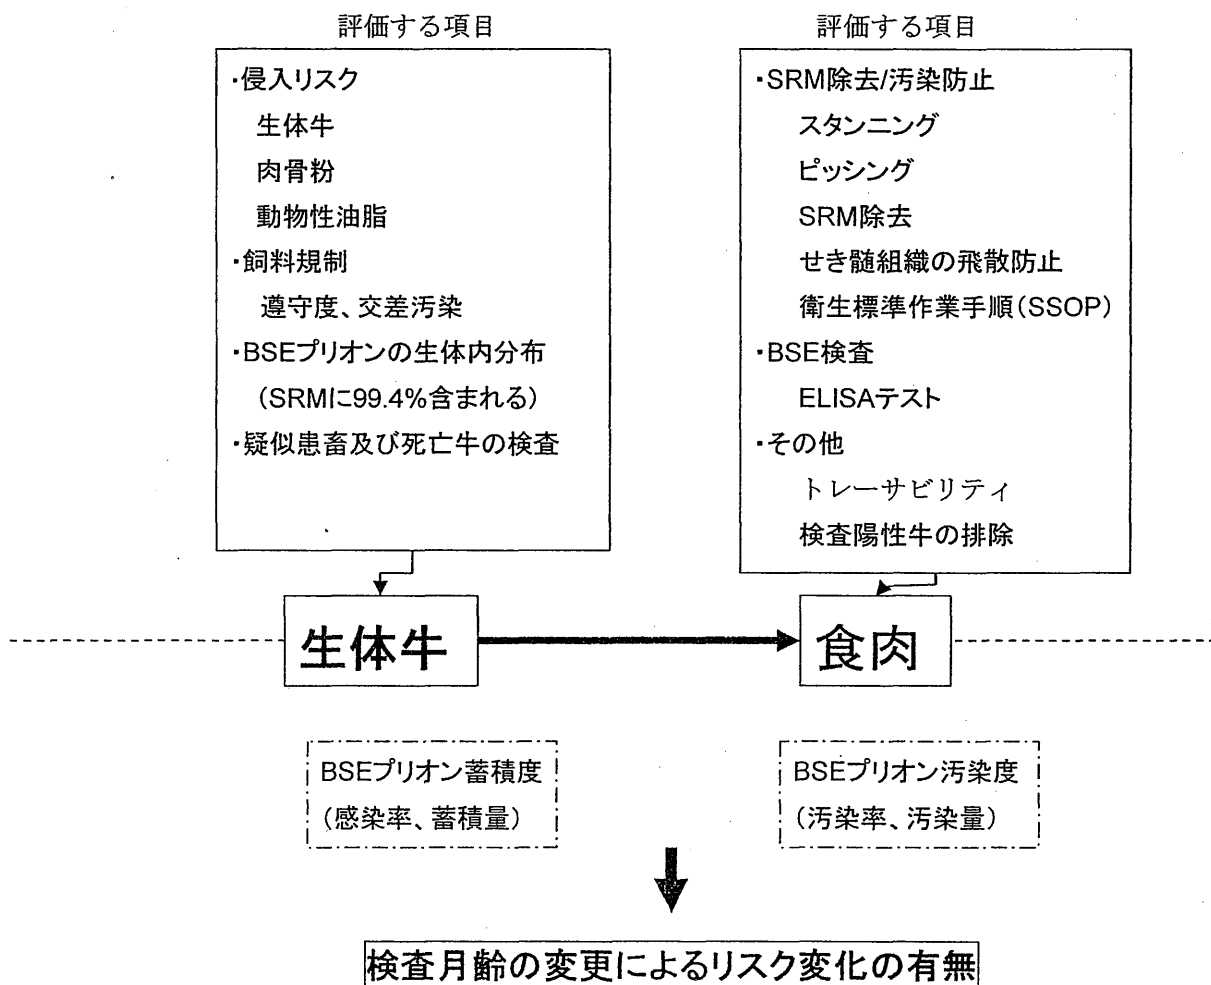 評価する項目
・侵入リスク
生体牛
肉骨粉
動物性油脂
・飼料規制
遵守度、交差汚染
・BSEプリオンの生体内分布
（SRMに99.4%含まれる）
・疑似患畜及び死亡牛の検査
評価する項目
・SRM除去/汚染防止
スタンニング
ピッシング
SRM除去
せき髄組織の飛散防止
衛生標準作業手順（SSOP）
・BSE検査
ELISAテスト
・その他
トレーサビリティ
検査陽性牛の排除
生体牛
食肉
BSEプリオン蓄積度
（感染率、蓄積量）
BSEプリオン汚染度
（汚染率、汚染量）
検査月齢の変更によるリスク変化の有無